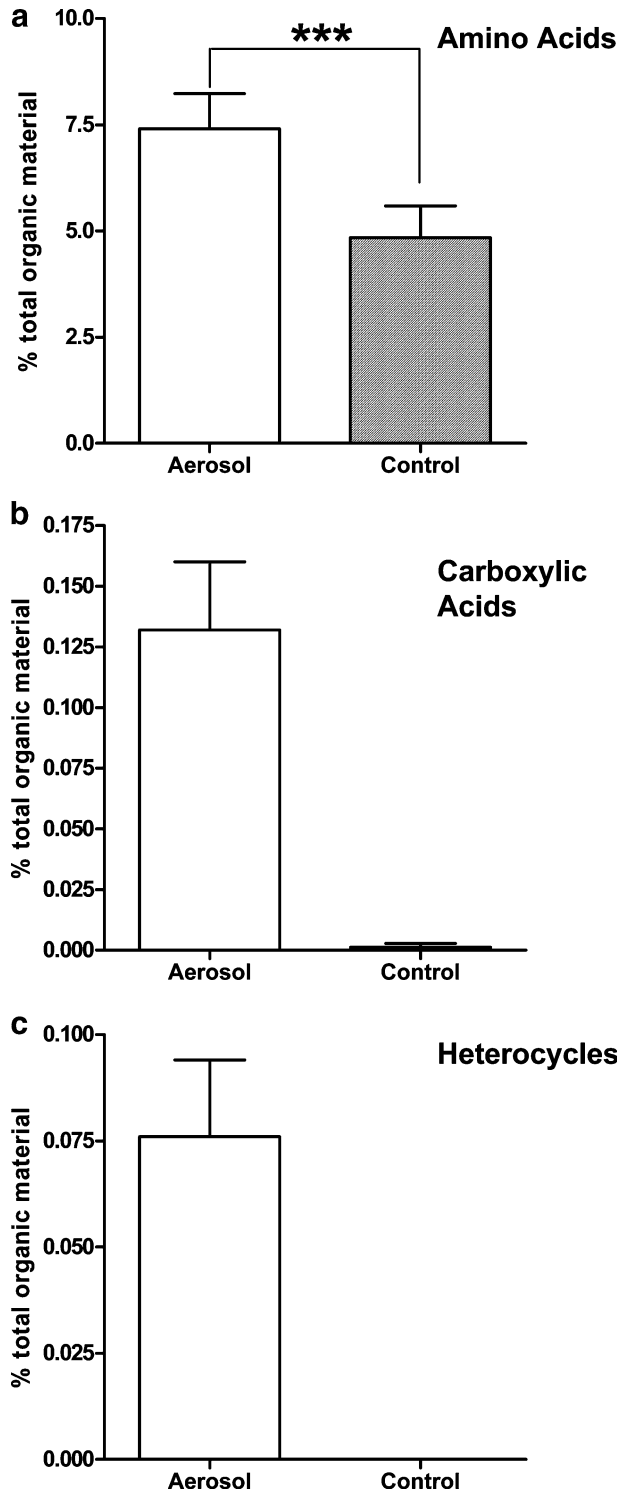 a
10.0
***
Amino Acids
7.5
5.0
2.5
0.0
% total organic material
Aerosol
Control
b
0.175
Carboxylic
Acids
0.150
0.125
0.100
0.075
0.050
0.025
0.000
% total organic material
Aerosol
Control
c
0.100
Heterocycles
0.075
0.050
0.025
0.000
% total organic material
Aerosol
Control